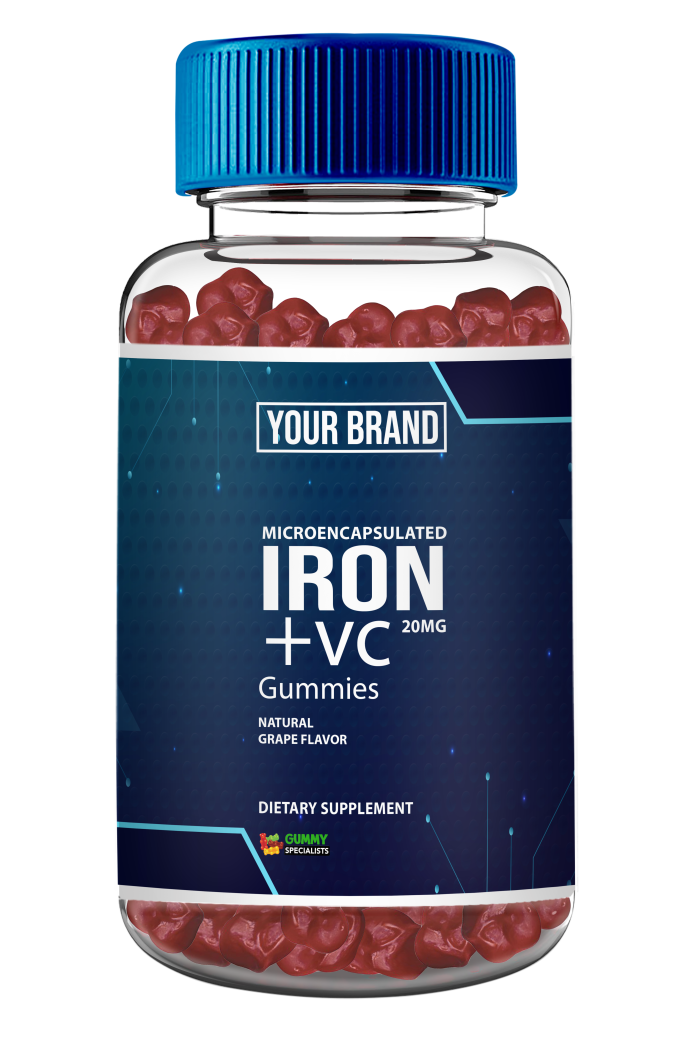 YOUR BRAND
MICROENCAPSULATED
IRON
+VC 20MG
Gummies
NATURAL
GRAPE FLAVOR
DIETARY SUPPLEMENT
GUMMY
SPECIALISTS